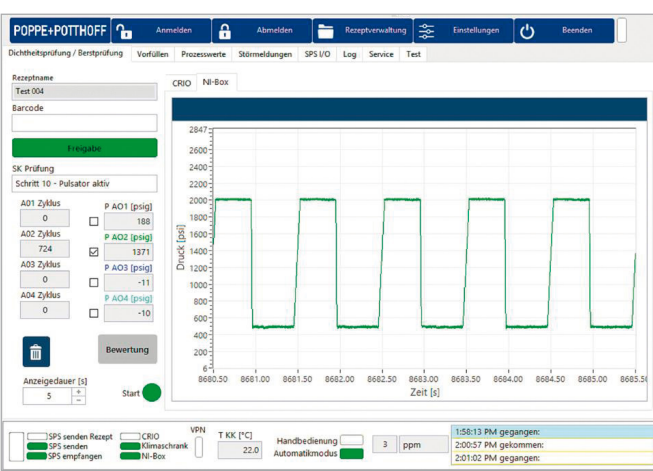 POPPE+POTTHOFF Anmelden Abmelden Rezeptverwaltung Einstellungen Beenden
Dichtheitsprüfung / Berstprüfung Vorfüllen Prozesswerte Störmeldungen SPS I/O Log Service Test
Rezeptname
Test 004
Barcode
Freigabe
SK Prüfung
Schritt 10 - Pulsator aktiv
A01 Zyklus P AO1 [psig]
0 188
A02 Zyklus P AO2 [psig]
724 1371
A03 Zyklus P AO3 [psig]
0 -11
A04 Zyklus P AO4 [psig]
0 -10
Bewertung
Anzeigedauer [s]
5 + - Start
CRIO NI-Box
Druck [psi]
2847
2600
2400
2200
2000
1800
1600
1400
1200
1000
800
600
400
200
6
8680.50 8681.00 8681.50 8682.00 8682.50 8683.00 8683.50 8684.00 8684.50 8685.00 8685.50
Zeit [s]
SPS senden Rezept CRIO VPN T KK [°C]
SPS senden Klimaschrank 22.0
SPS empfangen NI-Box
Handbedienung 3 ppm
Automatikmodus
1:58:13 PM gegangen:
2:00:57 PM gekommen:
2:01:02 PM gegangen: